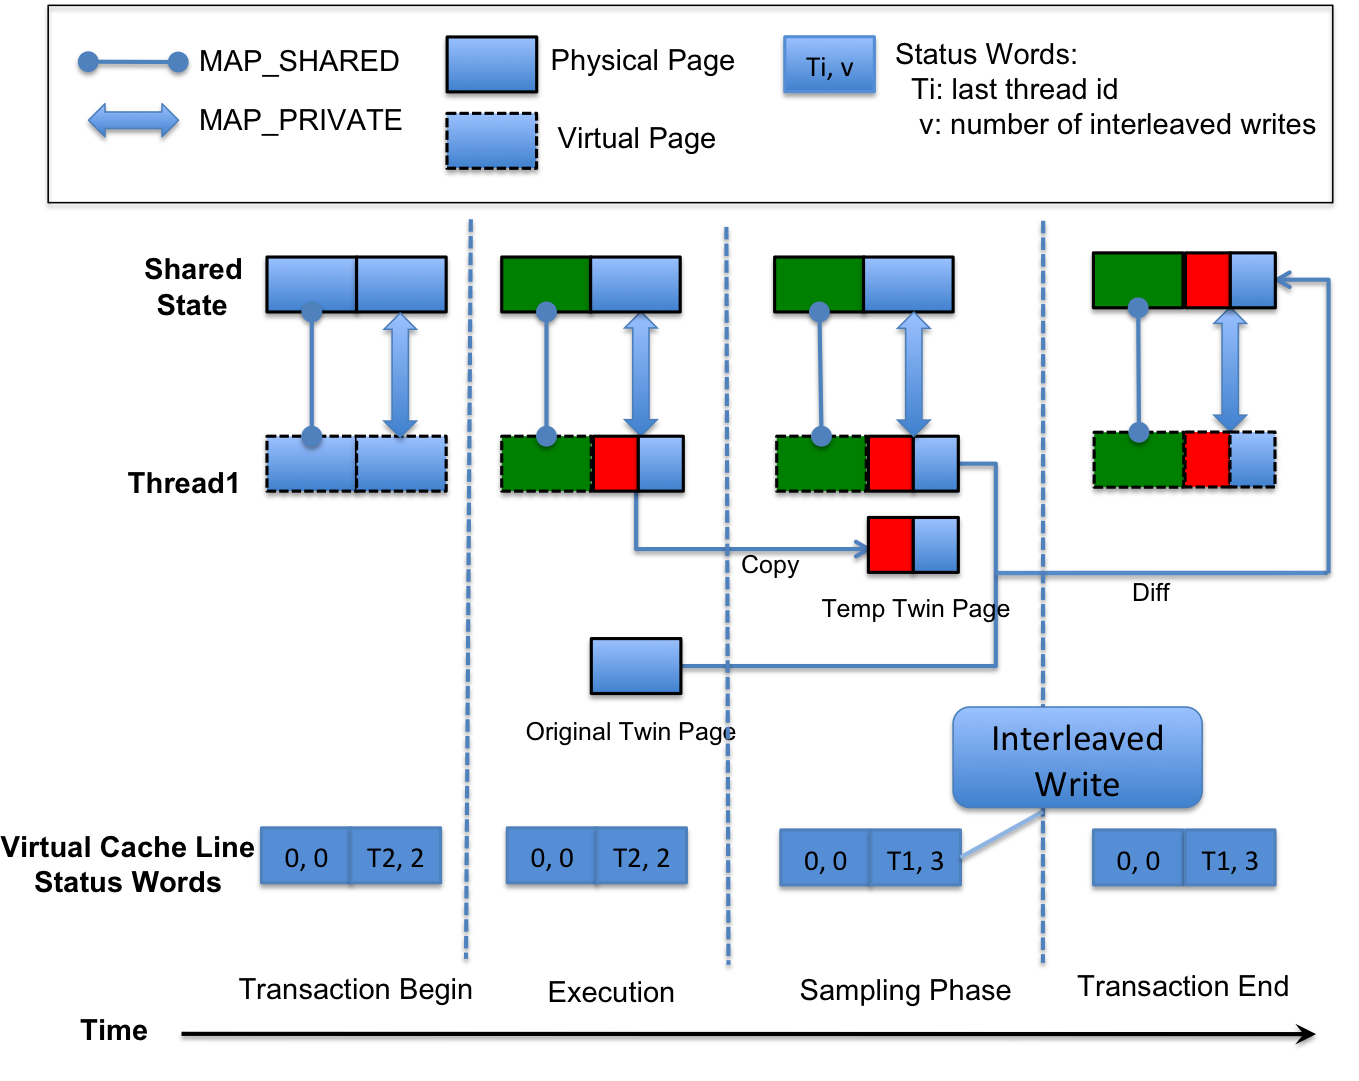 MAP_SHARED
MAP_PRIVATE
Physical Page
Virtual Page
Ti, v
Status Words:
Ti: last thread id
v: number of interleaved writes
Shared
State
Thread1
Copy
Temp Twin Page
Diff
Original Twin Page
Interleaved
Write
Virtual Cache Line
Status Words
0, 0
T2, 2
0, 0
T2, 2
0, 0
T1, 3
0, 0
T1, 3
Transaction Begin
Execution
Sampling Phase
Transaction End
Time